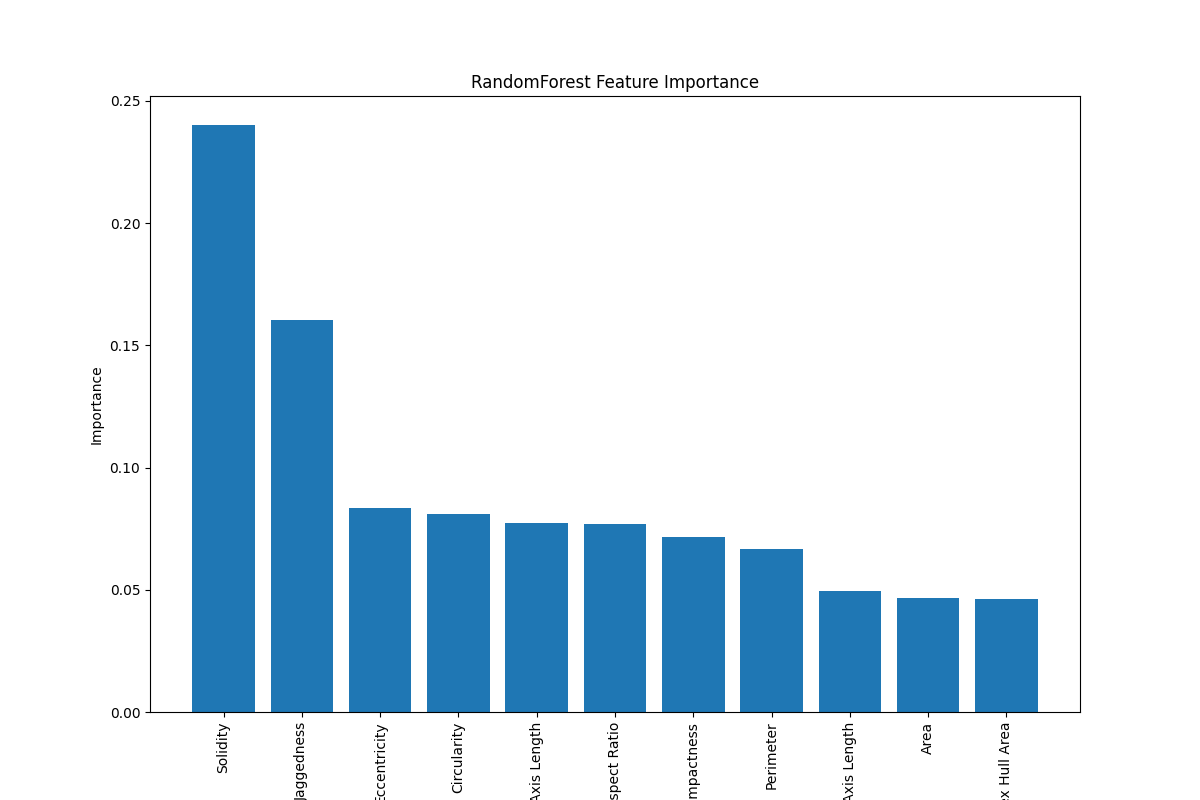 RandomForest Feature Importance
Importance
0.25
0.20
0.15
0.10
0.05
0.00
Solidity
Jaggedness
Eccentricity
Circularity
Axis Length
spect Ratio
mpactness
Perimeter
Axis Length
Area
ex Hull Area